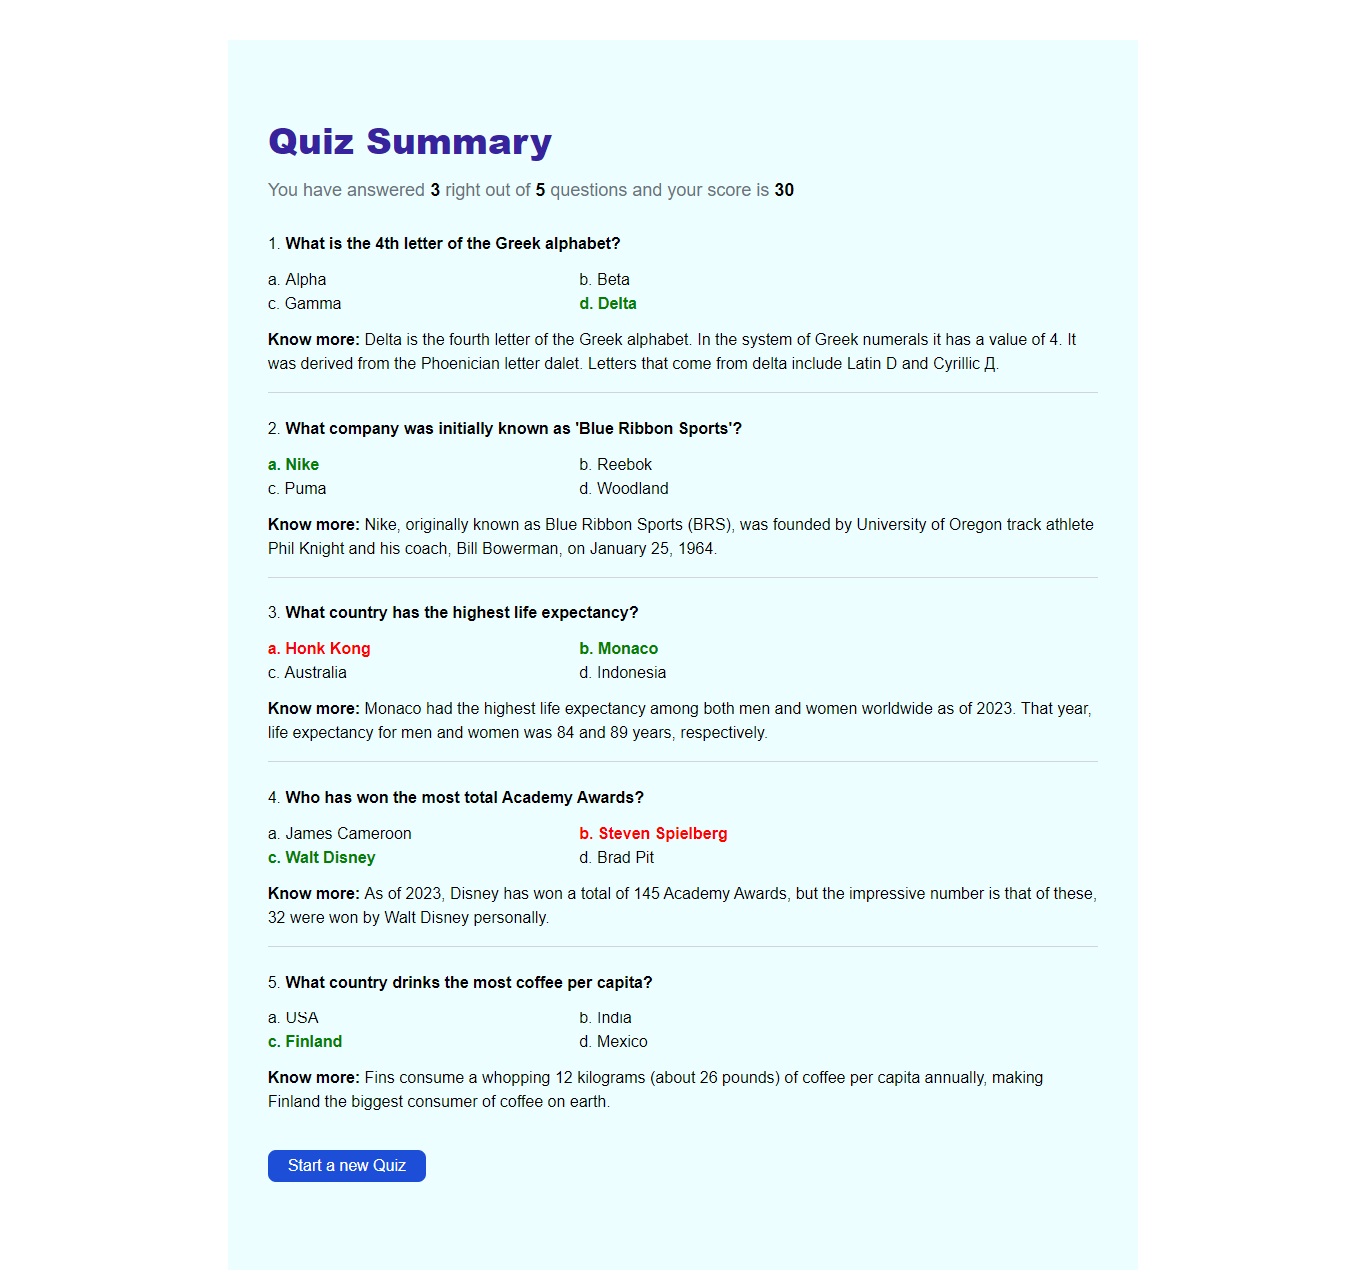 Quiz Summary
You have answered 3 right out of 5 questions and your score is 30
1. What is the 4th letter of the Greek alphabet?
a. Alpha b. Beta
c. Gamma d. Delta
Know more: Delta is the fourth letter of the Greek alphabet. In the system of Greek numerals it has a value of 4. It
was derived from the Phoenician letter dalet. Letters that come from delta include Latin D and Cyrillic Д.
2. What company was initially known as 'Blue Ribbon Sports'?
a. Nike b. Reebok
c. Puma d. Woodland
Know more: Nike, originally known as Blue Ribbon Sports (BRS), was founded by University of Oregon track athlete
Phil Knight and his coach, Bill Bowerman, on January 25, 1964.
3. What country has the highest life expectancy?
a. Honk Kong b. Monaco
c. Australia d. Indonesia
Know more: Monaco had the highest life expectancy among both men and women worldwide as of 2023. That year,
life expectancy for men and women was 84 and 89 years, respectively.
4. Who has won the most total Academy Awards?
a. James Cameroon b. Steven Spielberg
c. Walt Disney d. Brad Pit
Know more: As of 2023, Disney has won a total of 145 Academy Awards, but the impressive number is that of these,
32 were won by Walt Disney personally.
5. What country drinks the most coffee per capita?
a. USA b. India
c. Finland d. Mexico
Know more: Fins consume a whopping 12 kilograms (about 26 pounds) of coffee per capita annually, making
Finland the biggest consumer of coffee on earth.
Start a new Quiz